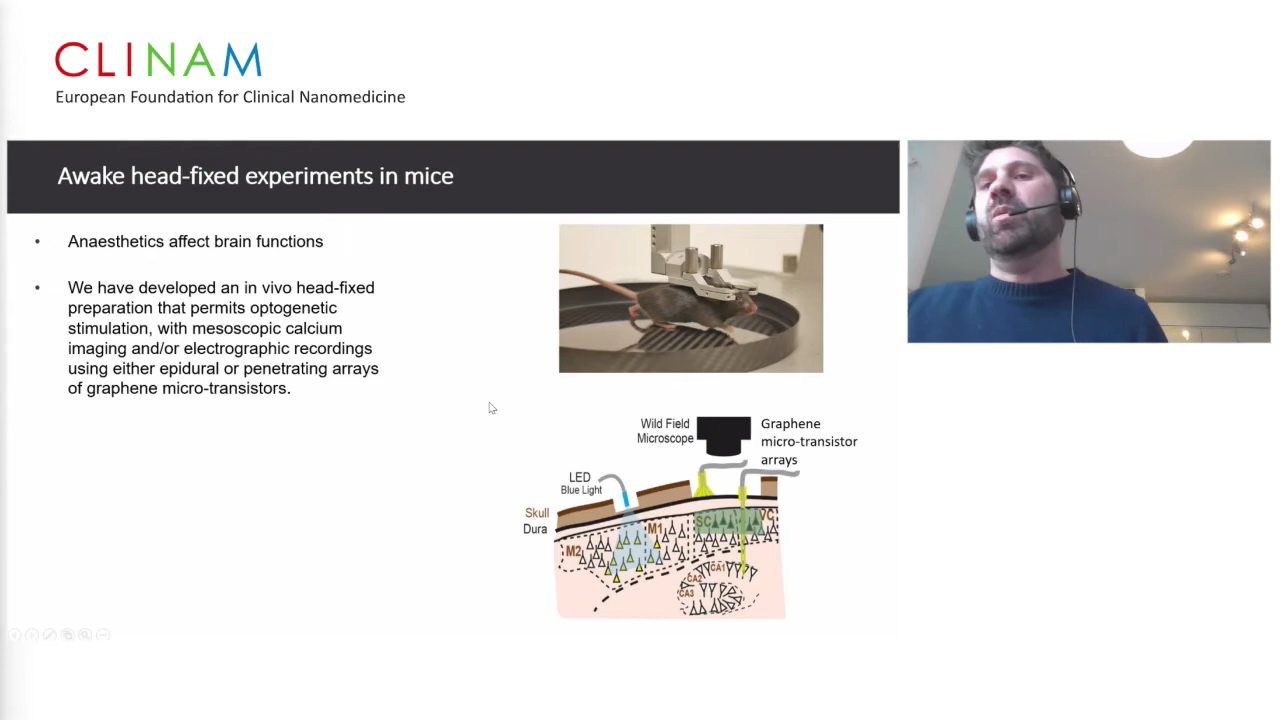 CLINAM
European Foundation for Clinical Nanomedicine
Awake head-fixed experiments in mice
• Anaesthetics affect brain functions
• We have developed an in vivo head-fixed
preparation that permits optogenetic
stimulation, with mesoscopic calcium
imaging and/or electrographic recordings
using either epidural or penetrating arrays
of graphene micro-transistors.
Wild Field
Microscope
Graphene
micro-transistor
arrays
LED
Blue Light
Skull
Dura
M2
M1
SC
VC
CA1
CA2
CA3